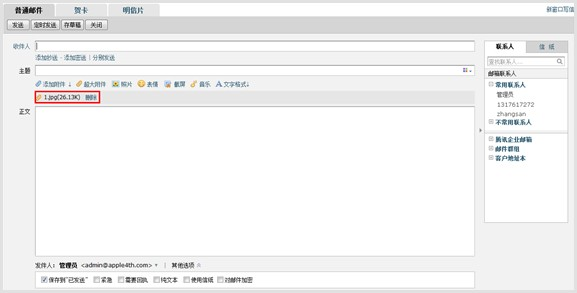 普通邮件 贺卡 明信片 新窗口写信
发送 定时发送 存草稿 关闭
收件人
添加抄送 - 添加密送 | 分别发送
主题
添加附件 ↓ 超大附件 照片 表情 截屏 音乐 A 文字格式↓
1.jpg(26.13K) 删除
正文
发件人：管理员 <admin@apple4th.com> ▾ | 其他选项
保存到"已发送" 紧急 需要回执 纯文本 使用信纸 对邮件加密
联系人 信 纸
查找联系人...
邮箱联系人
常用联系人
管理员
1317617272
zhangsan
不常用联系人
腾讯企业邮箱
邮件群组
客户地址本